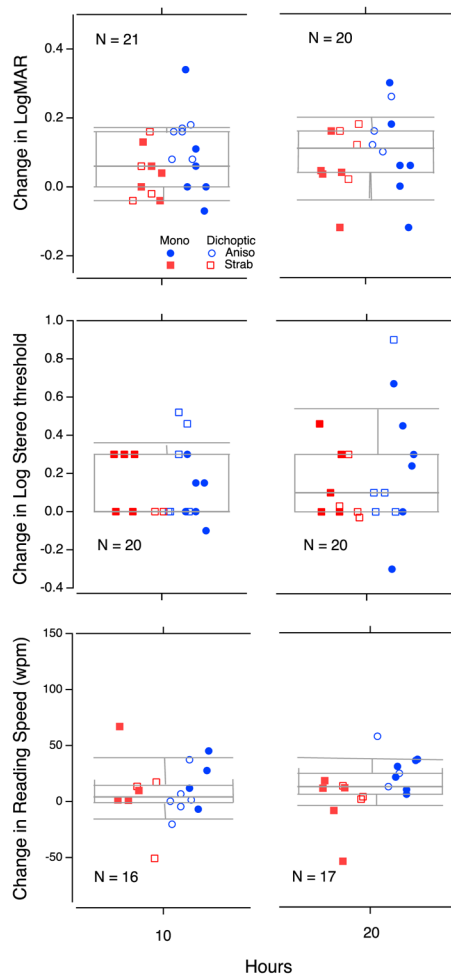 Change in LogMAR
0.4
0.2
0.0
-0.2
N = 21
N = 20
Mono Dichoptic
Aniso
Strab
Change in Log Stereo threshold
1.0
0.8
0.6
0.4
0.2
0.0
-0.2
-0.4
N = 20
N = 20
Change in Reading Speed (wpm)
150
100
50
0
-50
N = 16
N = 17
10
20
Hours